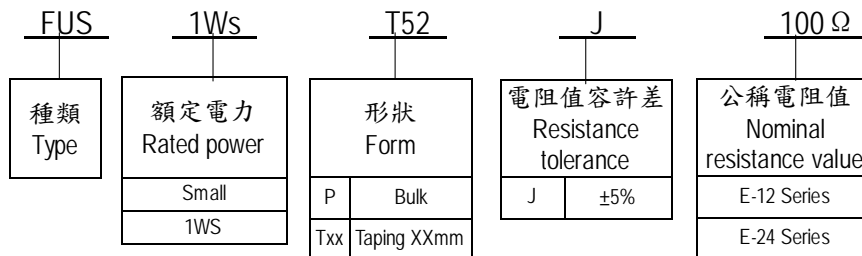 FUS 1Ws T52 J 100 Ω
種類
Type
額定電力
Rated power
Small
1WS
形狀
Form
P Bulk
Txx Taping XXmm
電阻值容許差
Resistance
tolerance
J ±5%
公稱電阻值
Nominal
resistance value
E-12 Series
E-24 Series